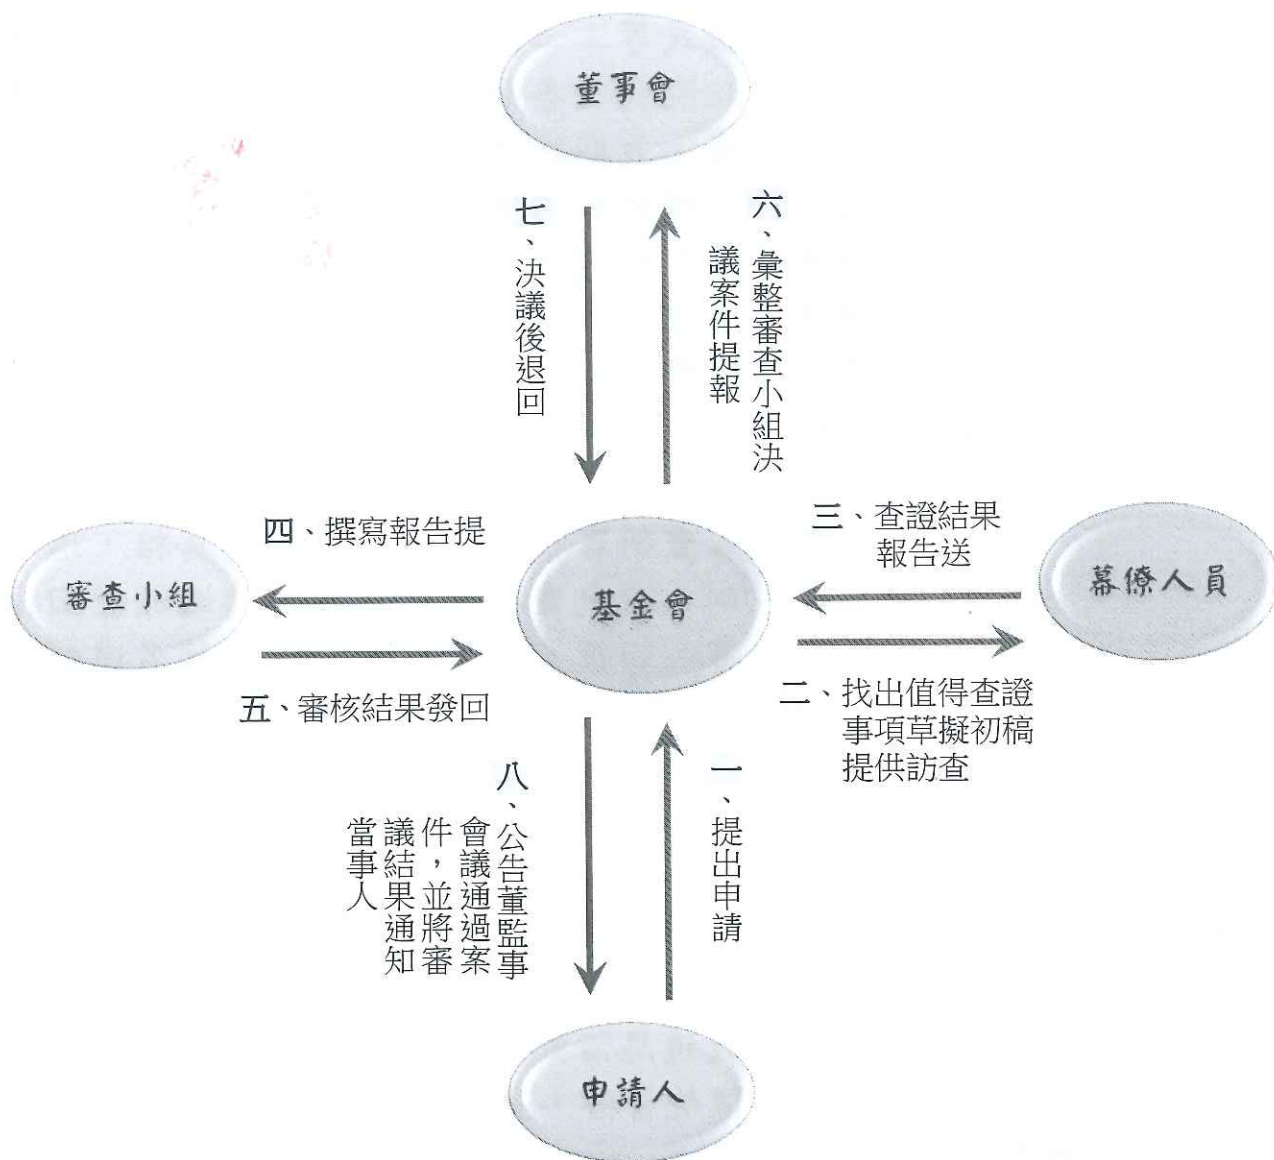 董事會
七、決議後退回
六、彙整審查小組決
議案件提報
四、撰寫報告提
三、查證結果
報告送
審查小組
基金會
幕僚人員
五、審核結果發回
二、找出值得查證
事項草擬初稿
提供訪查
八、公告董監事
會議通過案
件，並將審
議結果通知
當事人
一、提出申請
申請人